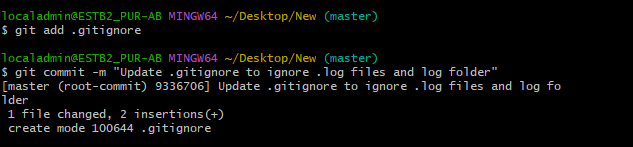 localadmin@ESTB2_PUR-AB MINGW64 ~/Desktop/New (master)
$ git add .gitignore
localadmin@ESTB2_PUR-AB MINGW64 ~/Desktop/New (master)
$ git commit -m "Update .gitignore to ignore .log files and log folder"
[master (root-commit) 9336706] Update .gitignore to ignore .log files and log fo
lder
 1 file changed, 2 insertions(+)
 create mode 100644 .gitignore